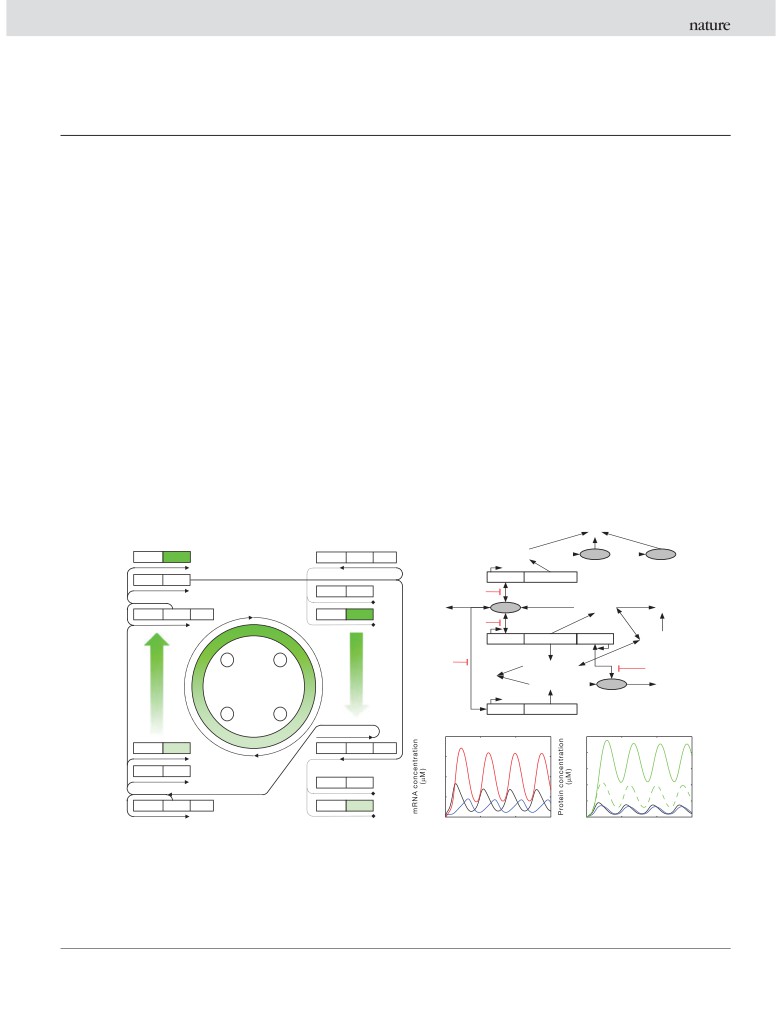 nature
mRNA concentration
(µM)
Protein concentration
(µM)